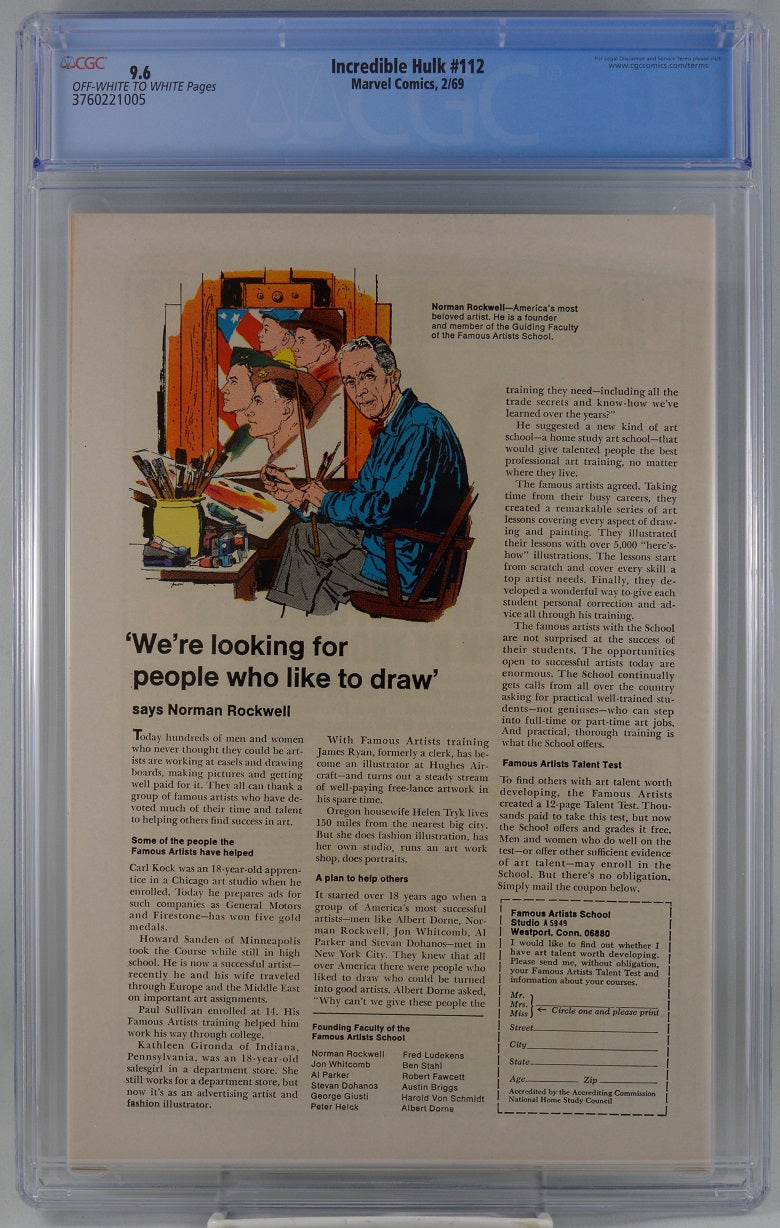 CGC
9.6
OFF-WHITE TO WHITE Pages
3760221005
Incredible Hulk #112
Marvel Comics, 2/69
For Legal Disclaimer and Service Terms please visit
www.cgccomics.com/terms
CGC
Norman Rockwell—America's most
beloved artist. He is a founder
and member of the Guiding Faculty
of the Famous Artists School.
‘We’re looking for
people who like to draw’
says Norman Rockwell
Today hundreds of men and women
who never thought they could be art-
ists are working at easels and drawing
boards, making pictures and getting
well paid for it. They all can thank a
group of famous artists who have de-
voted much of their time and talent
to helping others find success in art.
Some of the people the
Famous Artists have helped
Carl Kock was an 18-year-old appren-
tice in a Chicago art studio when he
enrolled. Today he prepares ads for
such companies as General Motors
and Firestone—has won five gold
medals.
Howard Sanden of Minneapolis
took the Course while still in high
school. He is now a successful artist—
recently he and his wife traveled
through Europe and the Middle East
on important art assignments.
Paul Sullivan enrolled at 14. His
Famous Artists training helped him
work his way through college.
Kathleen Gironda of Indiana,
Pennsylvania, was an 18-year-old
salesgirl in a department store. She
still works for a department store, but
now it's as an advertising artist and
fashion illustrator.
With Famous Artists training
James Ryan, formerly a clerk, has be-
come an illustrator at Hughes Air-
craft—and turns out a steady stream
of well-paying free-lance artwork in
his spare time.
Oregon housewife Helen Tryk lives
150 miles from the nearest big city.
But she does fashion illustration, has
her own studio, runs an art work
shop, does portraits.
A plan to help others
It started over 18 years ago when a
group of America's most successful
artists—men like Albert Dorne, Nor-
man Rockwell, Jon Whitcomb, Al
Parker and Stevan Dohanos—met in
New York City. They knew that all
over America there were people who
liked to draw who could be turned
into good artists. Albert Dorne asked,
"Why can't we give these people the
Founding Faculty of the
Famous Artists School
Norman Rockwell
Jon Whitcomb
Al Parker
Stevan Dohanos
George Giusti
Peter Helck
Fred Ludekens
Ben Stahl
Robert Fawcett
Austin Briggs
Harold Von Schmidt
Albert Dorne
training they need—including all the
trade secrets and know-how we've
learned over the years?"
He suggested a new kind of art
school—a home study art school—that
would give talented people the best
professional art training, no matter
where they live.
The famous artists agreed. Taking
time from their busy careers, they
created a remarkable series of art
lessons covering every aspect of draw-
ing and painting. They illustrated
their lessons with over 5,000 "here's-
how" illustrations. The lessons start
from scratch and cover every skill a
top artist needs. Finally, they de-
veloped a wonderful way to give each
student personal correction and ad-
vice all through his training.
The famous artists with the School
are not surprised at the success of
their students. The opportunities
open to successful artists today are
enormous. The School continually
gets calls from all over the country
asking for practical well-trained stu-
dents—not geniuses—who can step
into full-time or part-time art jobs.
And practical, thorough training is
what the School offers.
Famous Artists Talent Test
To find others with art talent worth
developing, the Famous Artists
created a 12-page Talent Test. Thou-
sands paid to take this test, but now
the School offers and grades it free.
Men and women who do well on the
test—or offer other sufficient evidence
of art talent—may enroll in the
School. But there's no obligation.
Simply mail the coupon below.
Famous Artists School
Studio A 5949
Westport, Conn. 06880
I would like to find out whether I
have art talent worth developing.
Please send me, without obligation,
your Famous Artists Talent Test and
information about your courses.
Mr.
Mrs.
Miss
← Circle one and please print
Street
City
State
Age Zip
Accredited by the Accrediting Commission
National Home Study Council